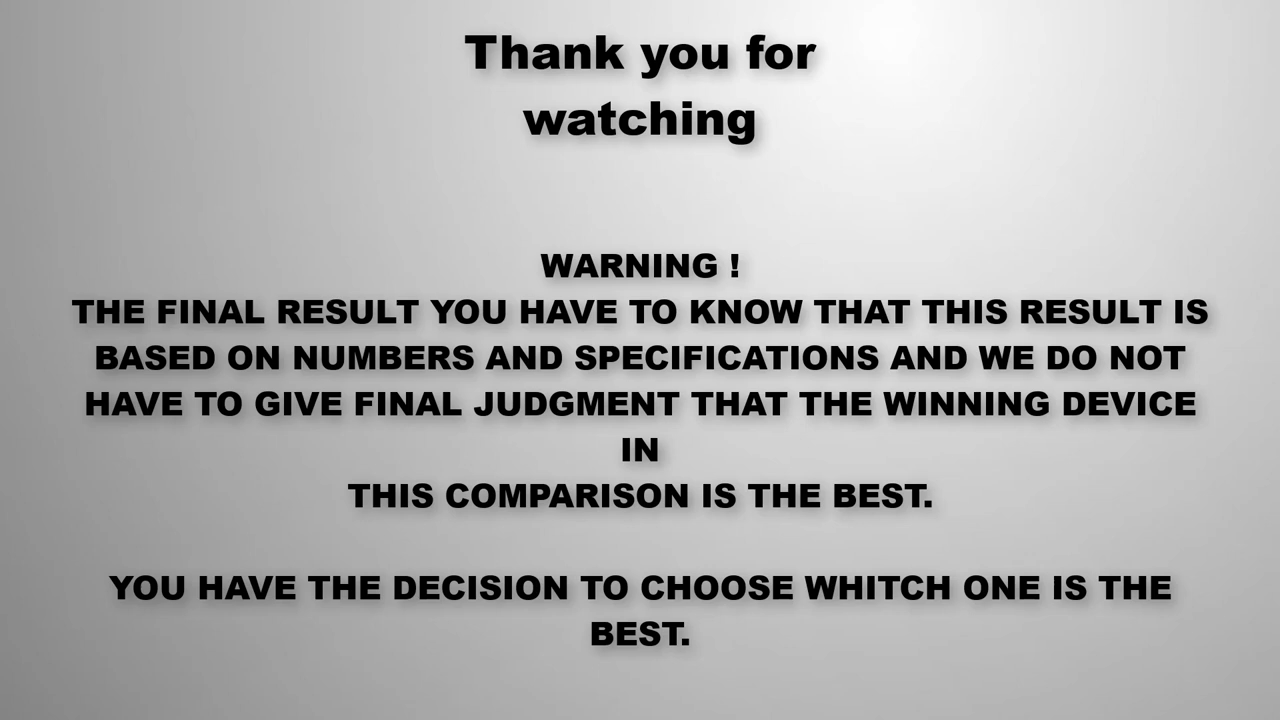 Thank you for
watching
WARNING !
THE FINAL RESULT YOU HAVE TO KNOW THAT THIS RESULT IS
BASED ON NUMBERS AND SPECIFICATIONS AND WE DO NOT
HAVE TO GIVE FINAL JUDGMENT THAT THE WINNING DEVICE
IN
THIS COMPARISON IS THE BEST.
YOU HAVE THE DECISION TO CHOOSE WHITCH ONE IS THE
BEST.